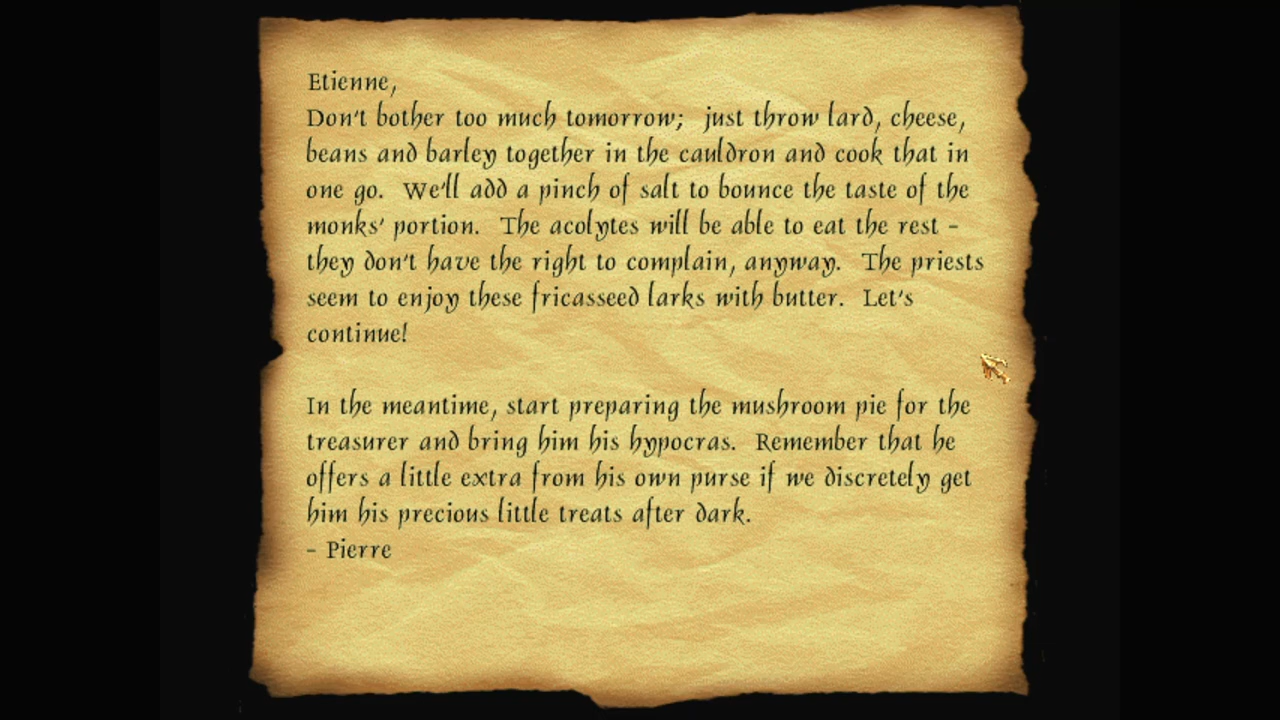 Etienne,
Don't bother too much tomorrow; just throw lard, cheese,
beans and barley together in the cauldron and cook that in
one go. We'll add a pinch of salt to bounce the taste of the
monks' portion. The acolytes will be able to eat the rest -
they don't have the right to complain, anyway. The priests
seem to enjoy these fricasseed larks with butter. Let's
continue!
In the meantime, start preparing the mushroom pie for the
treasurer and bring him his hypocras. Remember that he
offers a little extra from his own purse if we discretely get
him his precious little treats after dark.
- Pierre